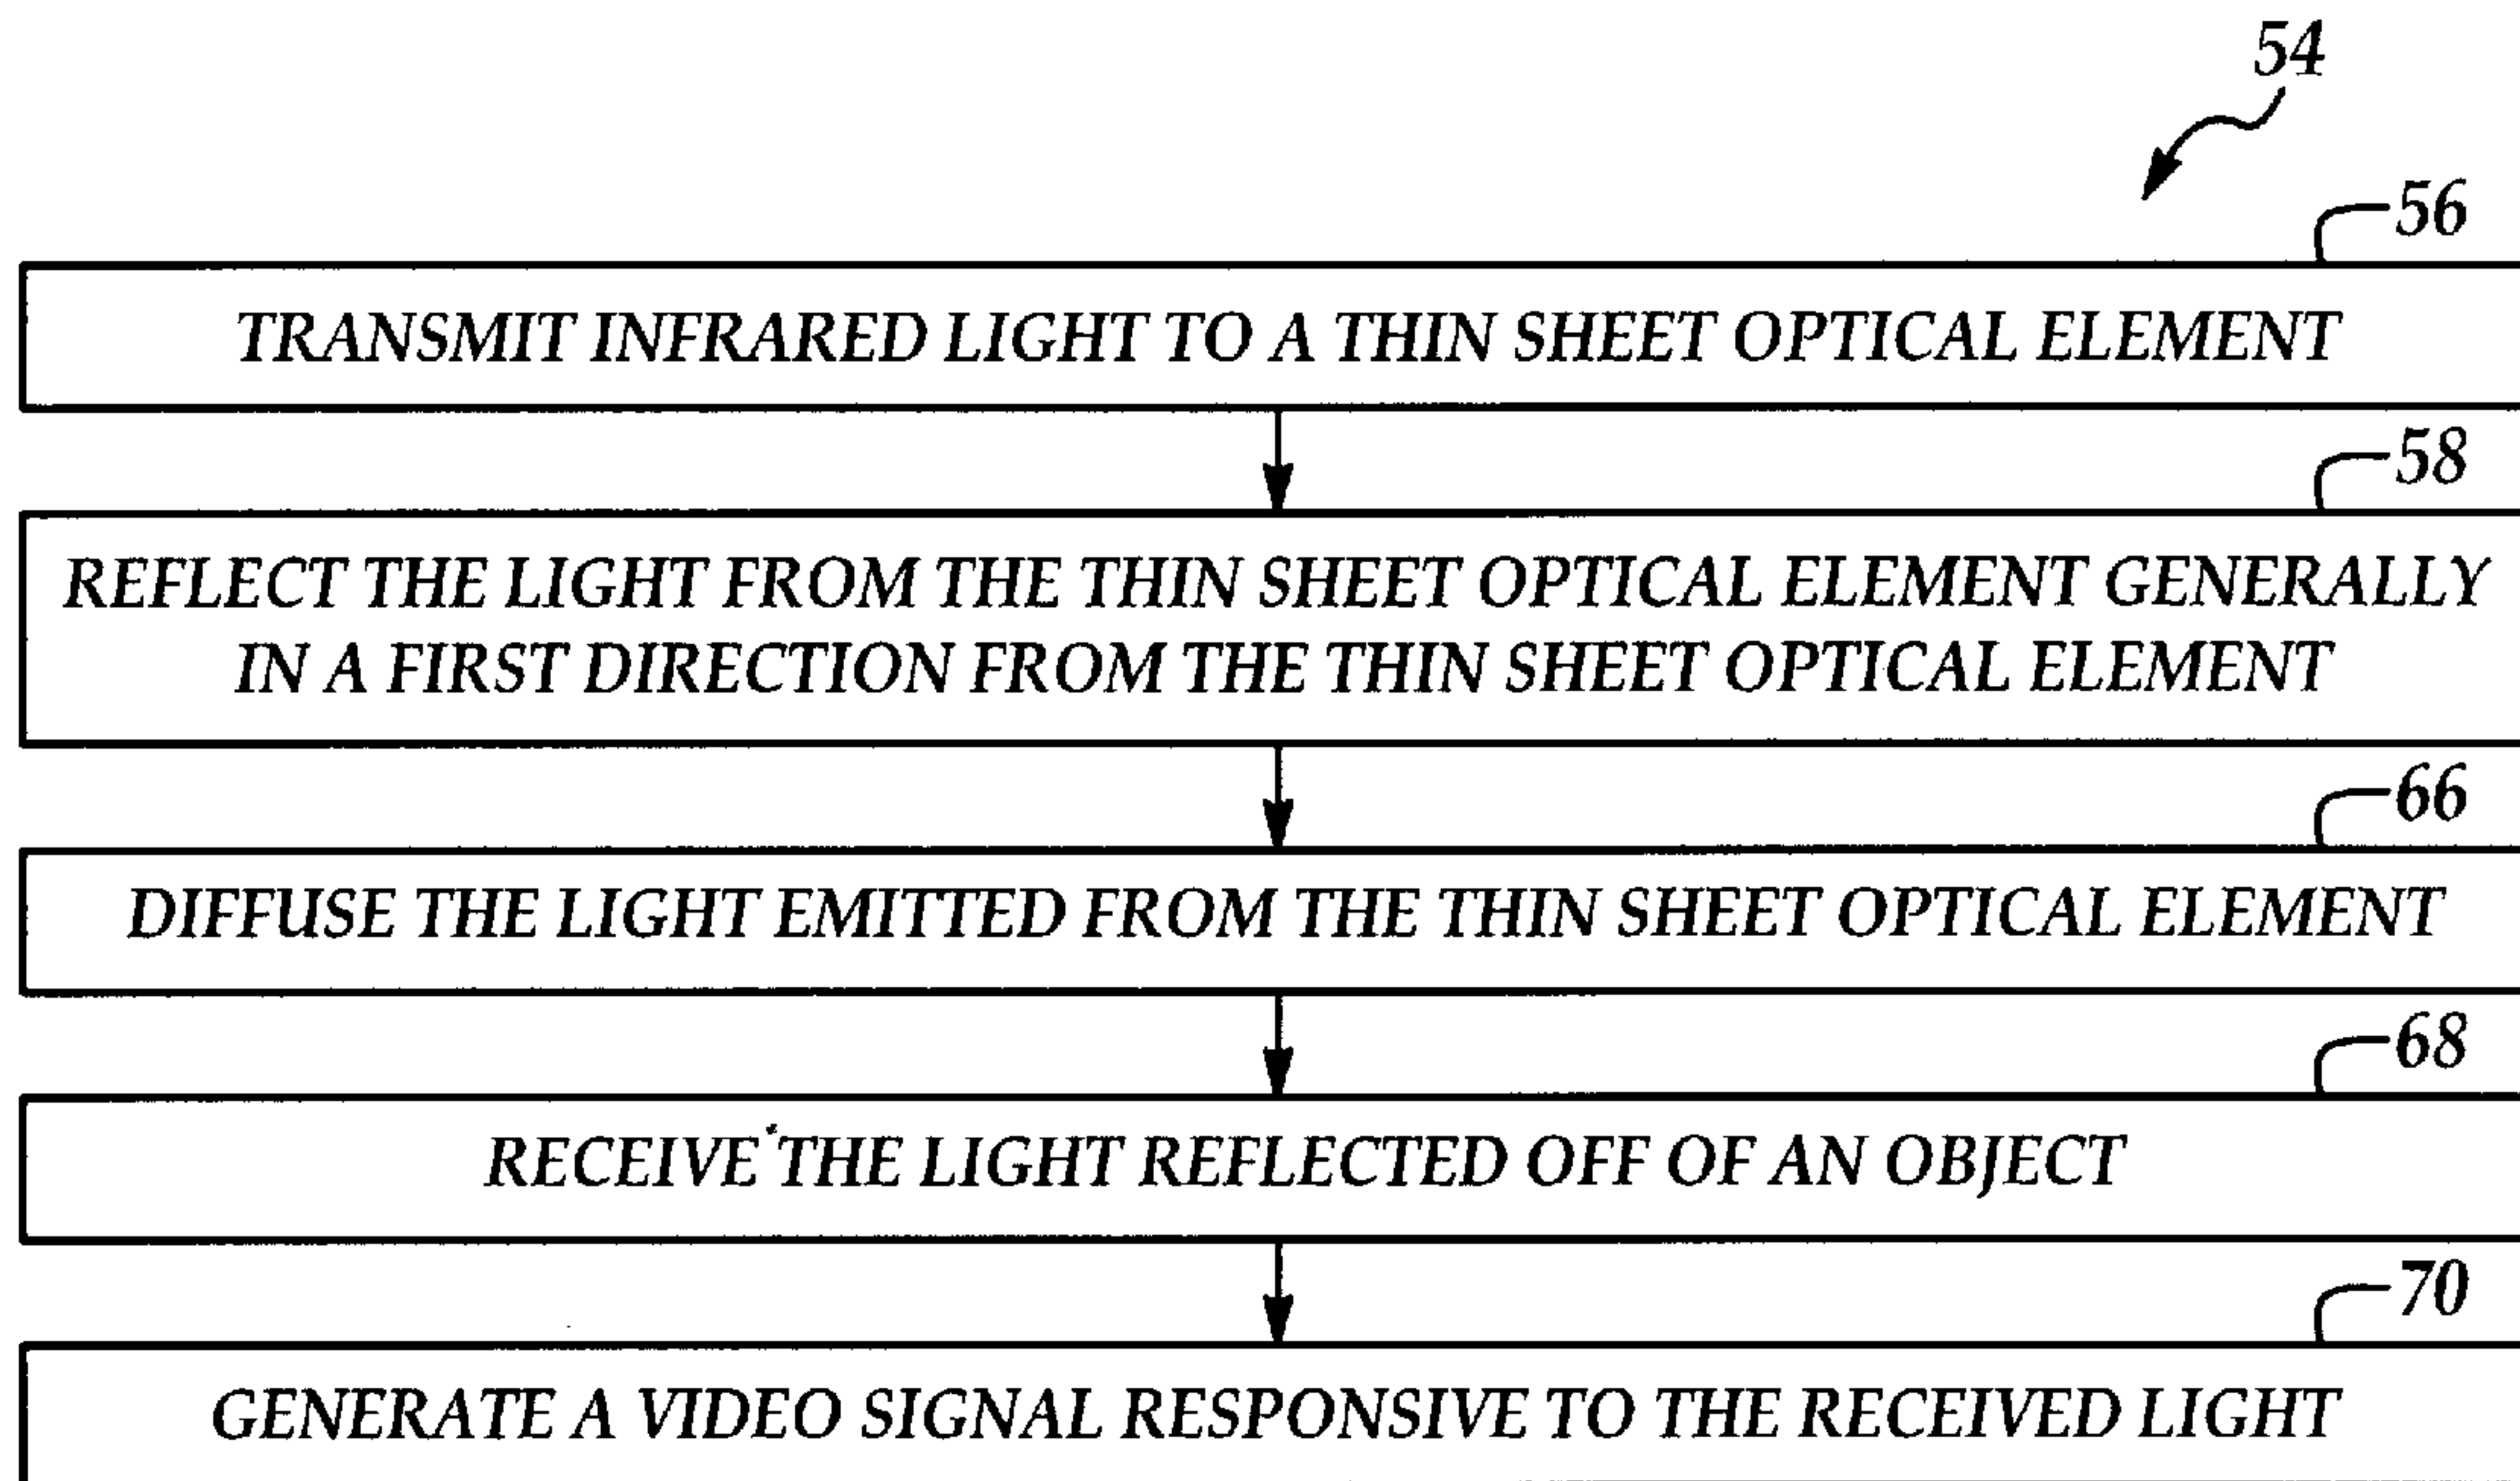 54
56
TRANSMIT INFRARED LIGHT TO A THIN SHEET OPTICAL ELEMENT
58
REFLECT THE LIGHT FROM THE THIN SHEET OPTICAL ELEMENT GENERALLY
IN A FIRST DIRECTION FROM THE THIN SHEET OPTICAL ELEMENT
66
DIFFUSE THE LIGHT EMITTED FROM THE THIN SHEET OPTICAL ELEMENT
68
RECEIVE THE LIGHT REFLECTED OFF OF AN OBJECT
70
GENERATE A VIDEO SIGNAL RESPONSIVE TO THE RECEIVED LIGHT